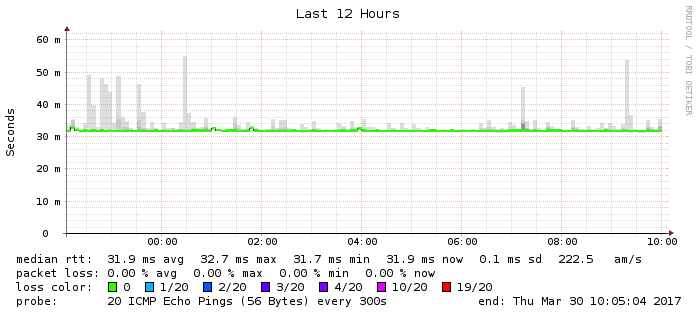 Last 12 Hours
RRDTOOL / TOBI OETIKER
Seconds
60 m
50 m
40 m
30 m
20 m
10 m
0
00:00 02:00 04:00 06:00 08:00 10:00
median rtt: 31.9 ms avg 32.7 ms max 31.7 ms min 31.9 ms now 0.1 ms sd 222.5 am/s
packet loss: 0.00 % avg 0.00 % max 0.00 % min 0.00 % now
loss color: 0 1/20 2/20 3/20 4/20 10/20 19/20
probe: 20 ICMP Echo Pings (56 Bytes) every 300s end: Thu Mar 30 10:05:04 2017